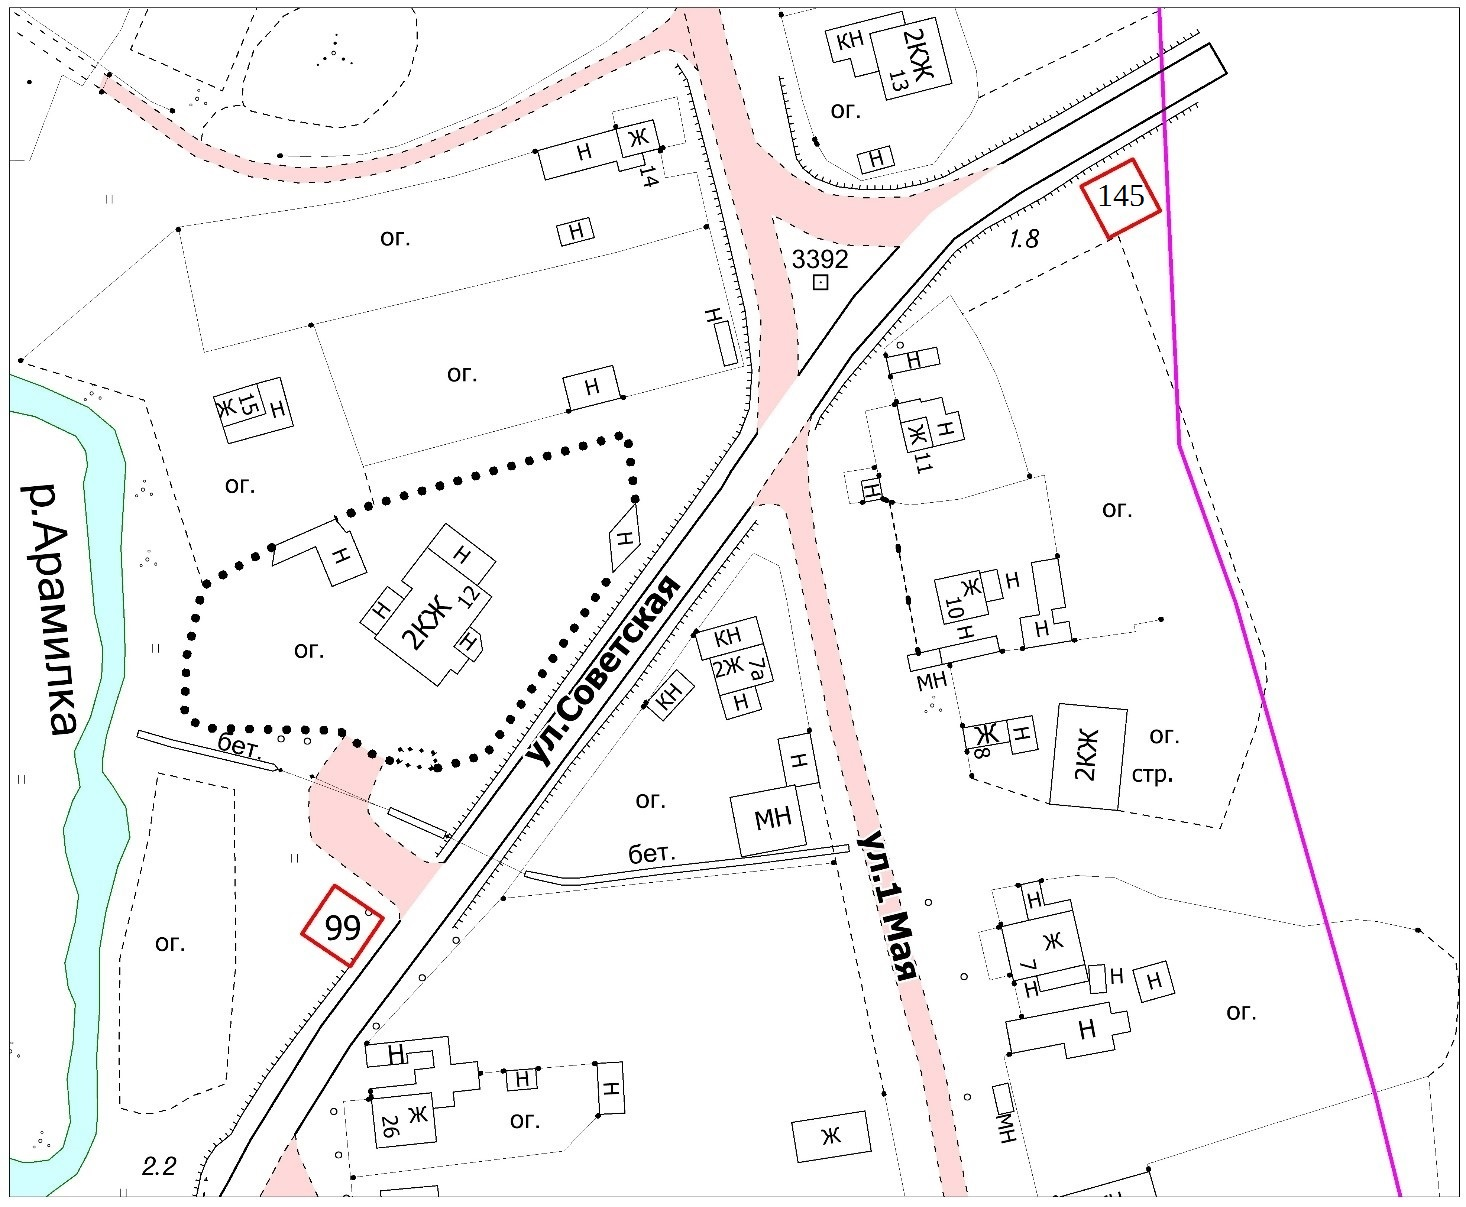 КН
2КЖ
13
ог.
Н
Н
Ж
14
145
ог.
Н
1.8
3392
Н
ог.
Н
Н
Ж
15
Н
ог.
Ж
Н
11
Н
ог.
р.Арамилка
Н
Н
Н
2КЖ
12
Н
Н
ог.
ул.Советская
КН
2Ж
7а
Н
КН
Ж
10
Н
Н
Н
МН
Ж
8
Н
2КЖ
ог.
стр.
бет.
Н
ог.
МН
бет.
ул.1 Мая
99
ог.
Н
Ж
7
Н
Н
Н
Н
ог.
МН
Н
Ж
26
Н
ог.
Н
Ж
2.2